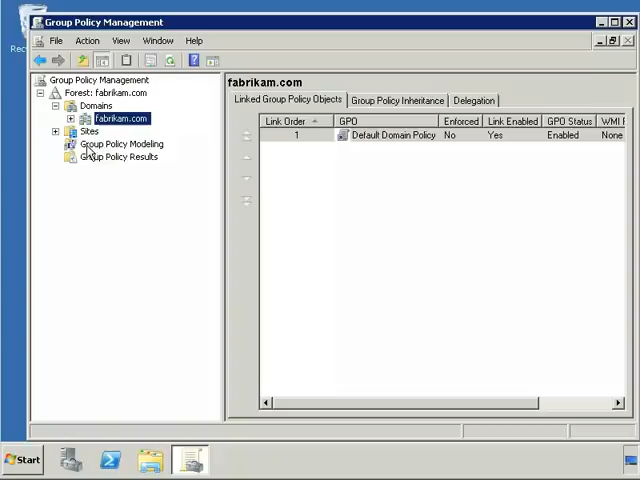 Group Policy Management
File Action View Window Help
Group Policy Management
Forest: fabrikam.com
Domains
fabrikam.com
Sites
Group Policy Modeling
Group Policy Results
fabrikam.com
Linked Group Policy Objects Group Policy Inheritance Delegation
Link Order GPO Enforced Link Enabled GPO Status WMI F
1 Default Domain Policy No Yes Enabled None
Start